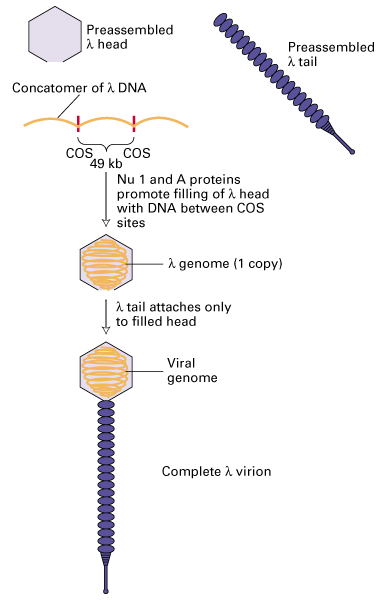 Preassembled
λ head
Preassembled
λ tail
Concatomer of λ DNA
COS COS
49 kb
Nu 1 and A proteins
promote filling of λ head
with DNA between COS
sites
λ genome (1 copy)
λ tail attaches only
to filled head
Viral
genome
Complete λ virion